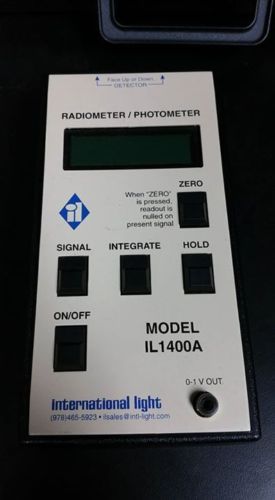 Face Up or Down
DETECTOR
RADIOMETER / PHOTOMETER
ZERO
When "ZERO"
is pressed,
readout is
nulled on
present signal
il
SIGNAL INTEGRATE HOLD
ON/OFF
MODEL
IL1400A
0-1 V OUT
international light
(978)465-5923 • ilsales@intl-light.com